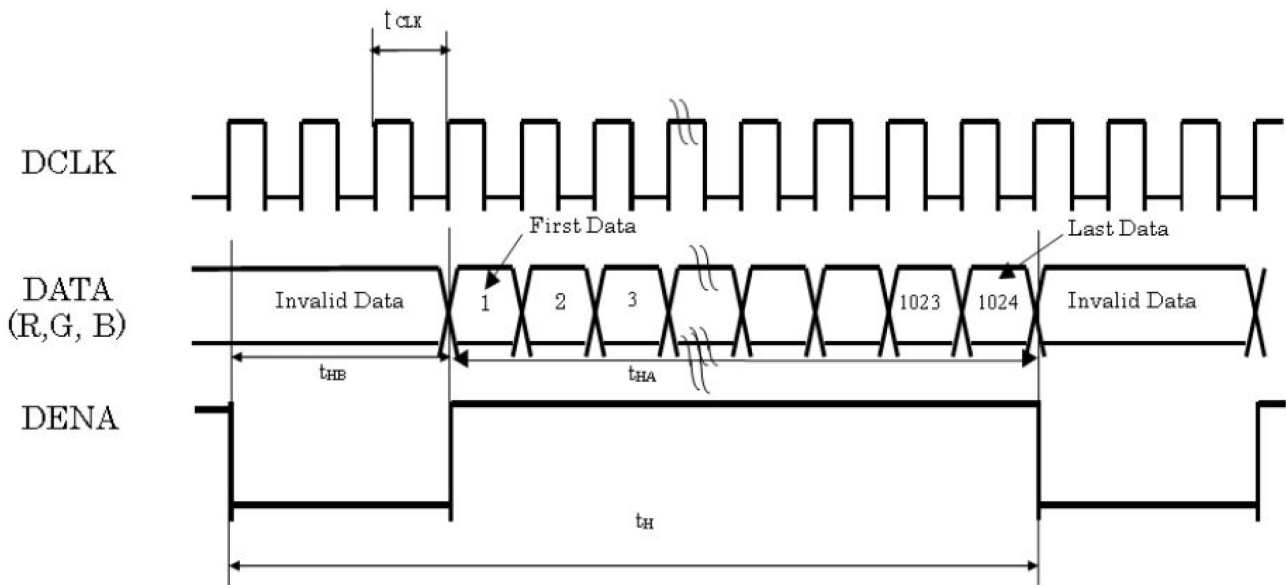 t CLK
DCLK
First Data
Last Data
DATA
(R,G, B)
Invalid Data
1
2
3
1023
1024
Invalid Data
tHB
tHA
DENA
tH